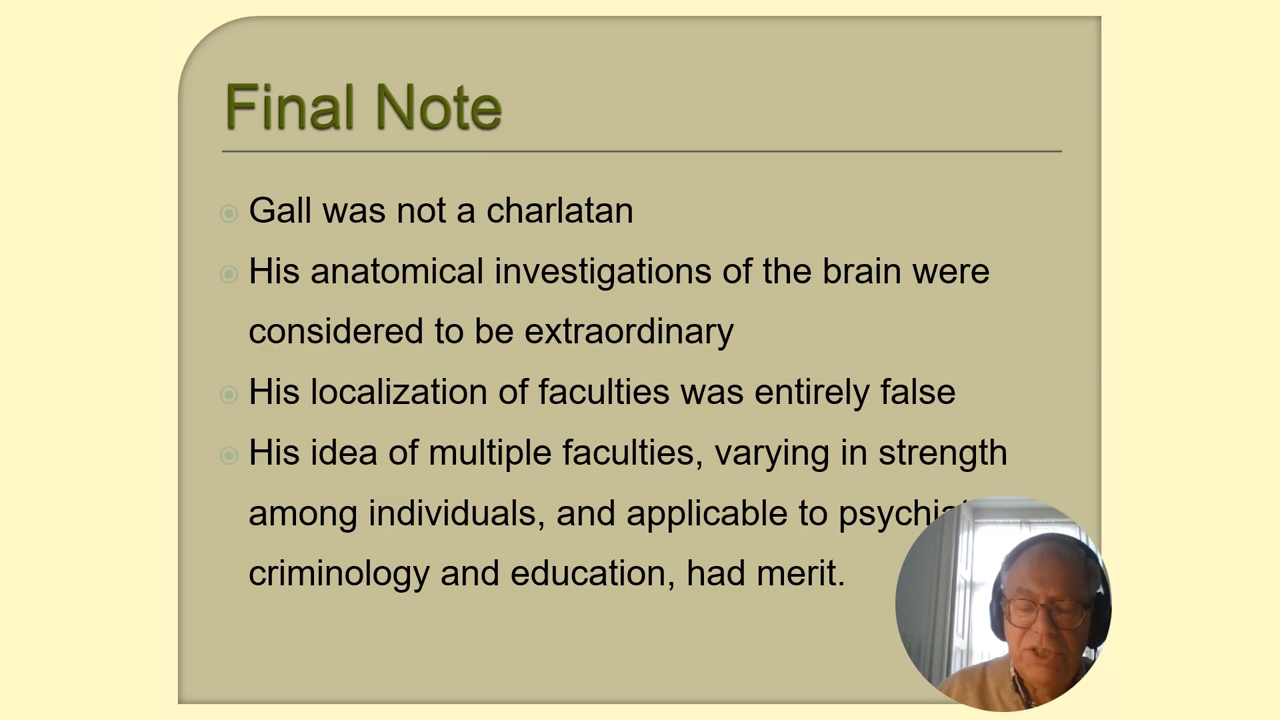 Final Note
Gall was not a charlatan
His anatomical investigations of the brain were
considered to be extraordinary
His localization of faculties was entirely false
His idea of multiple faculties, varying in strength
among individuals, and applicable to
criminology and education, had merit.